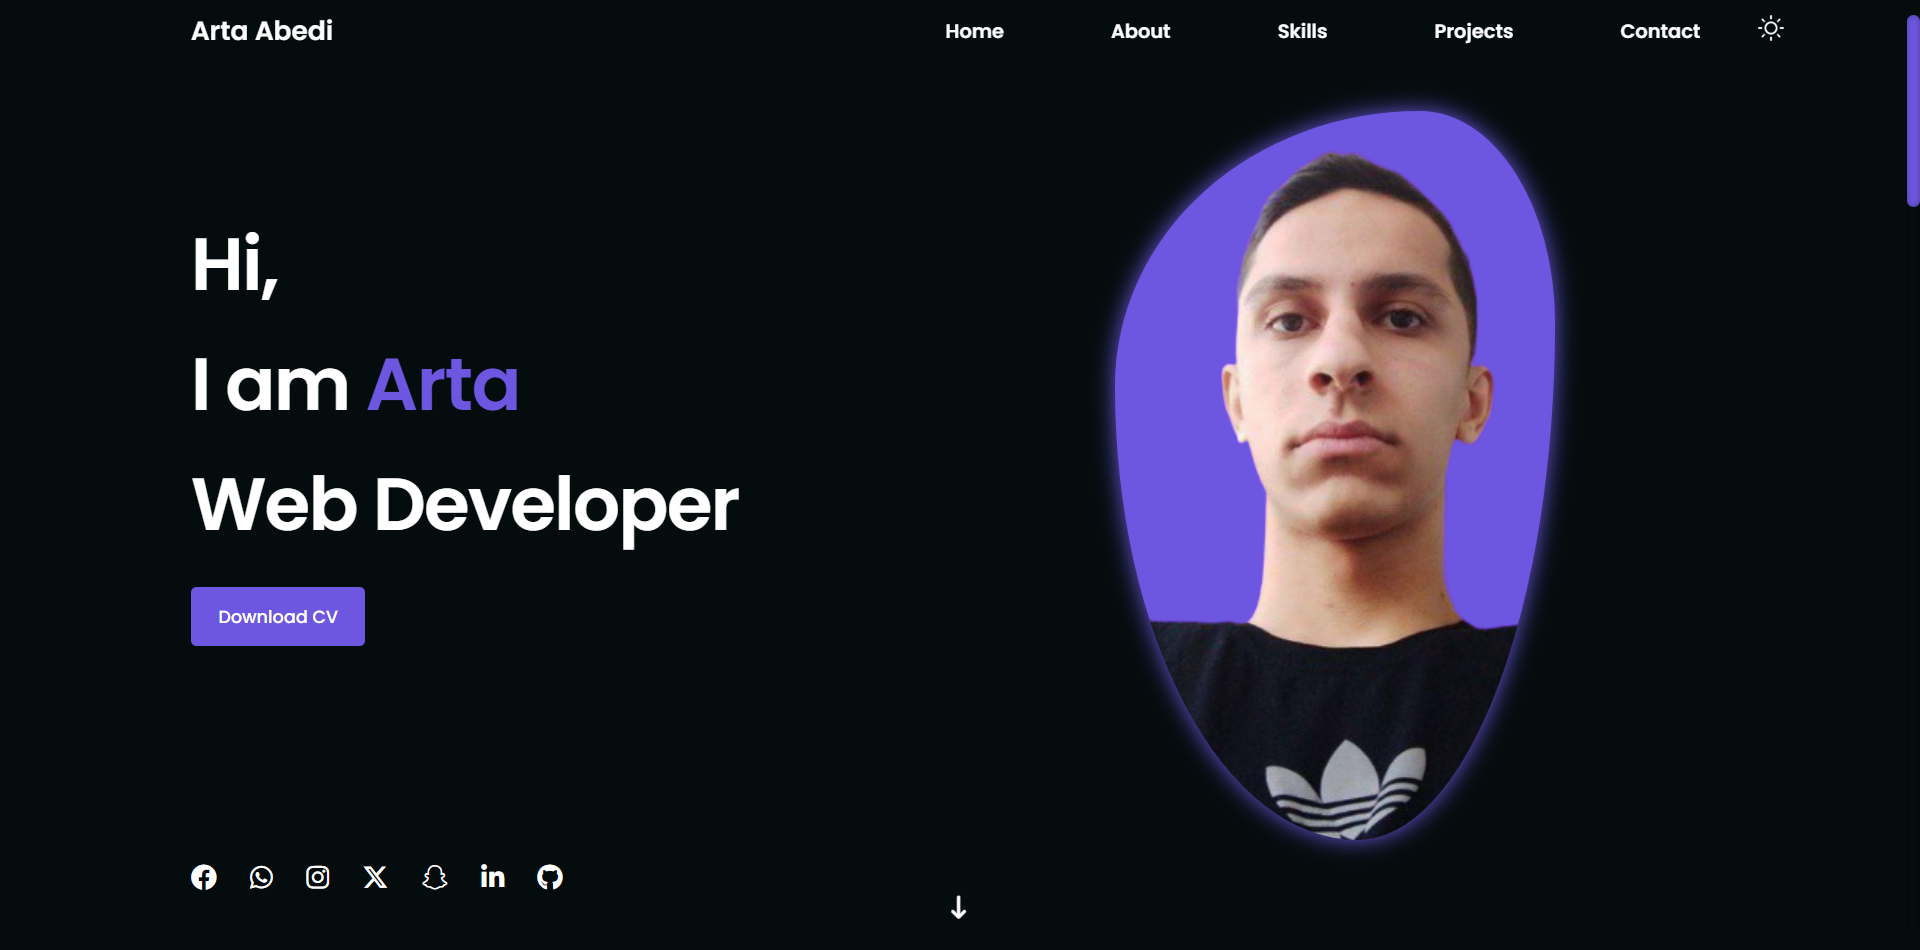 Arta Abedi
Home
About
Skills
Projects
Contact
Hi,
I am Arta
Web Developer
Download CV